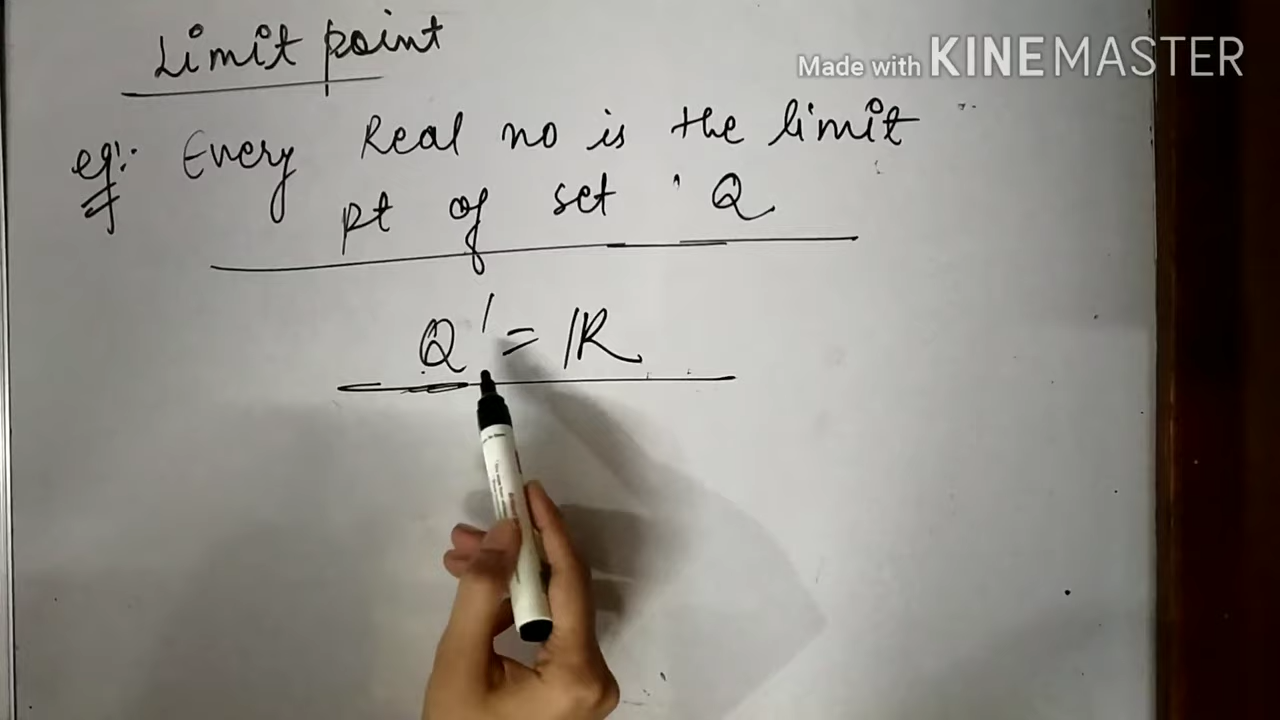 Limit point
Made with KINEMASTER
eg:- Every Real no is the limit
pt of set Q
Q' = IR